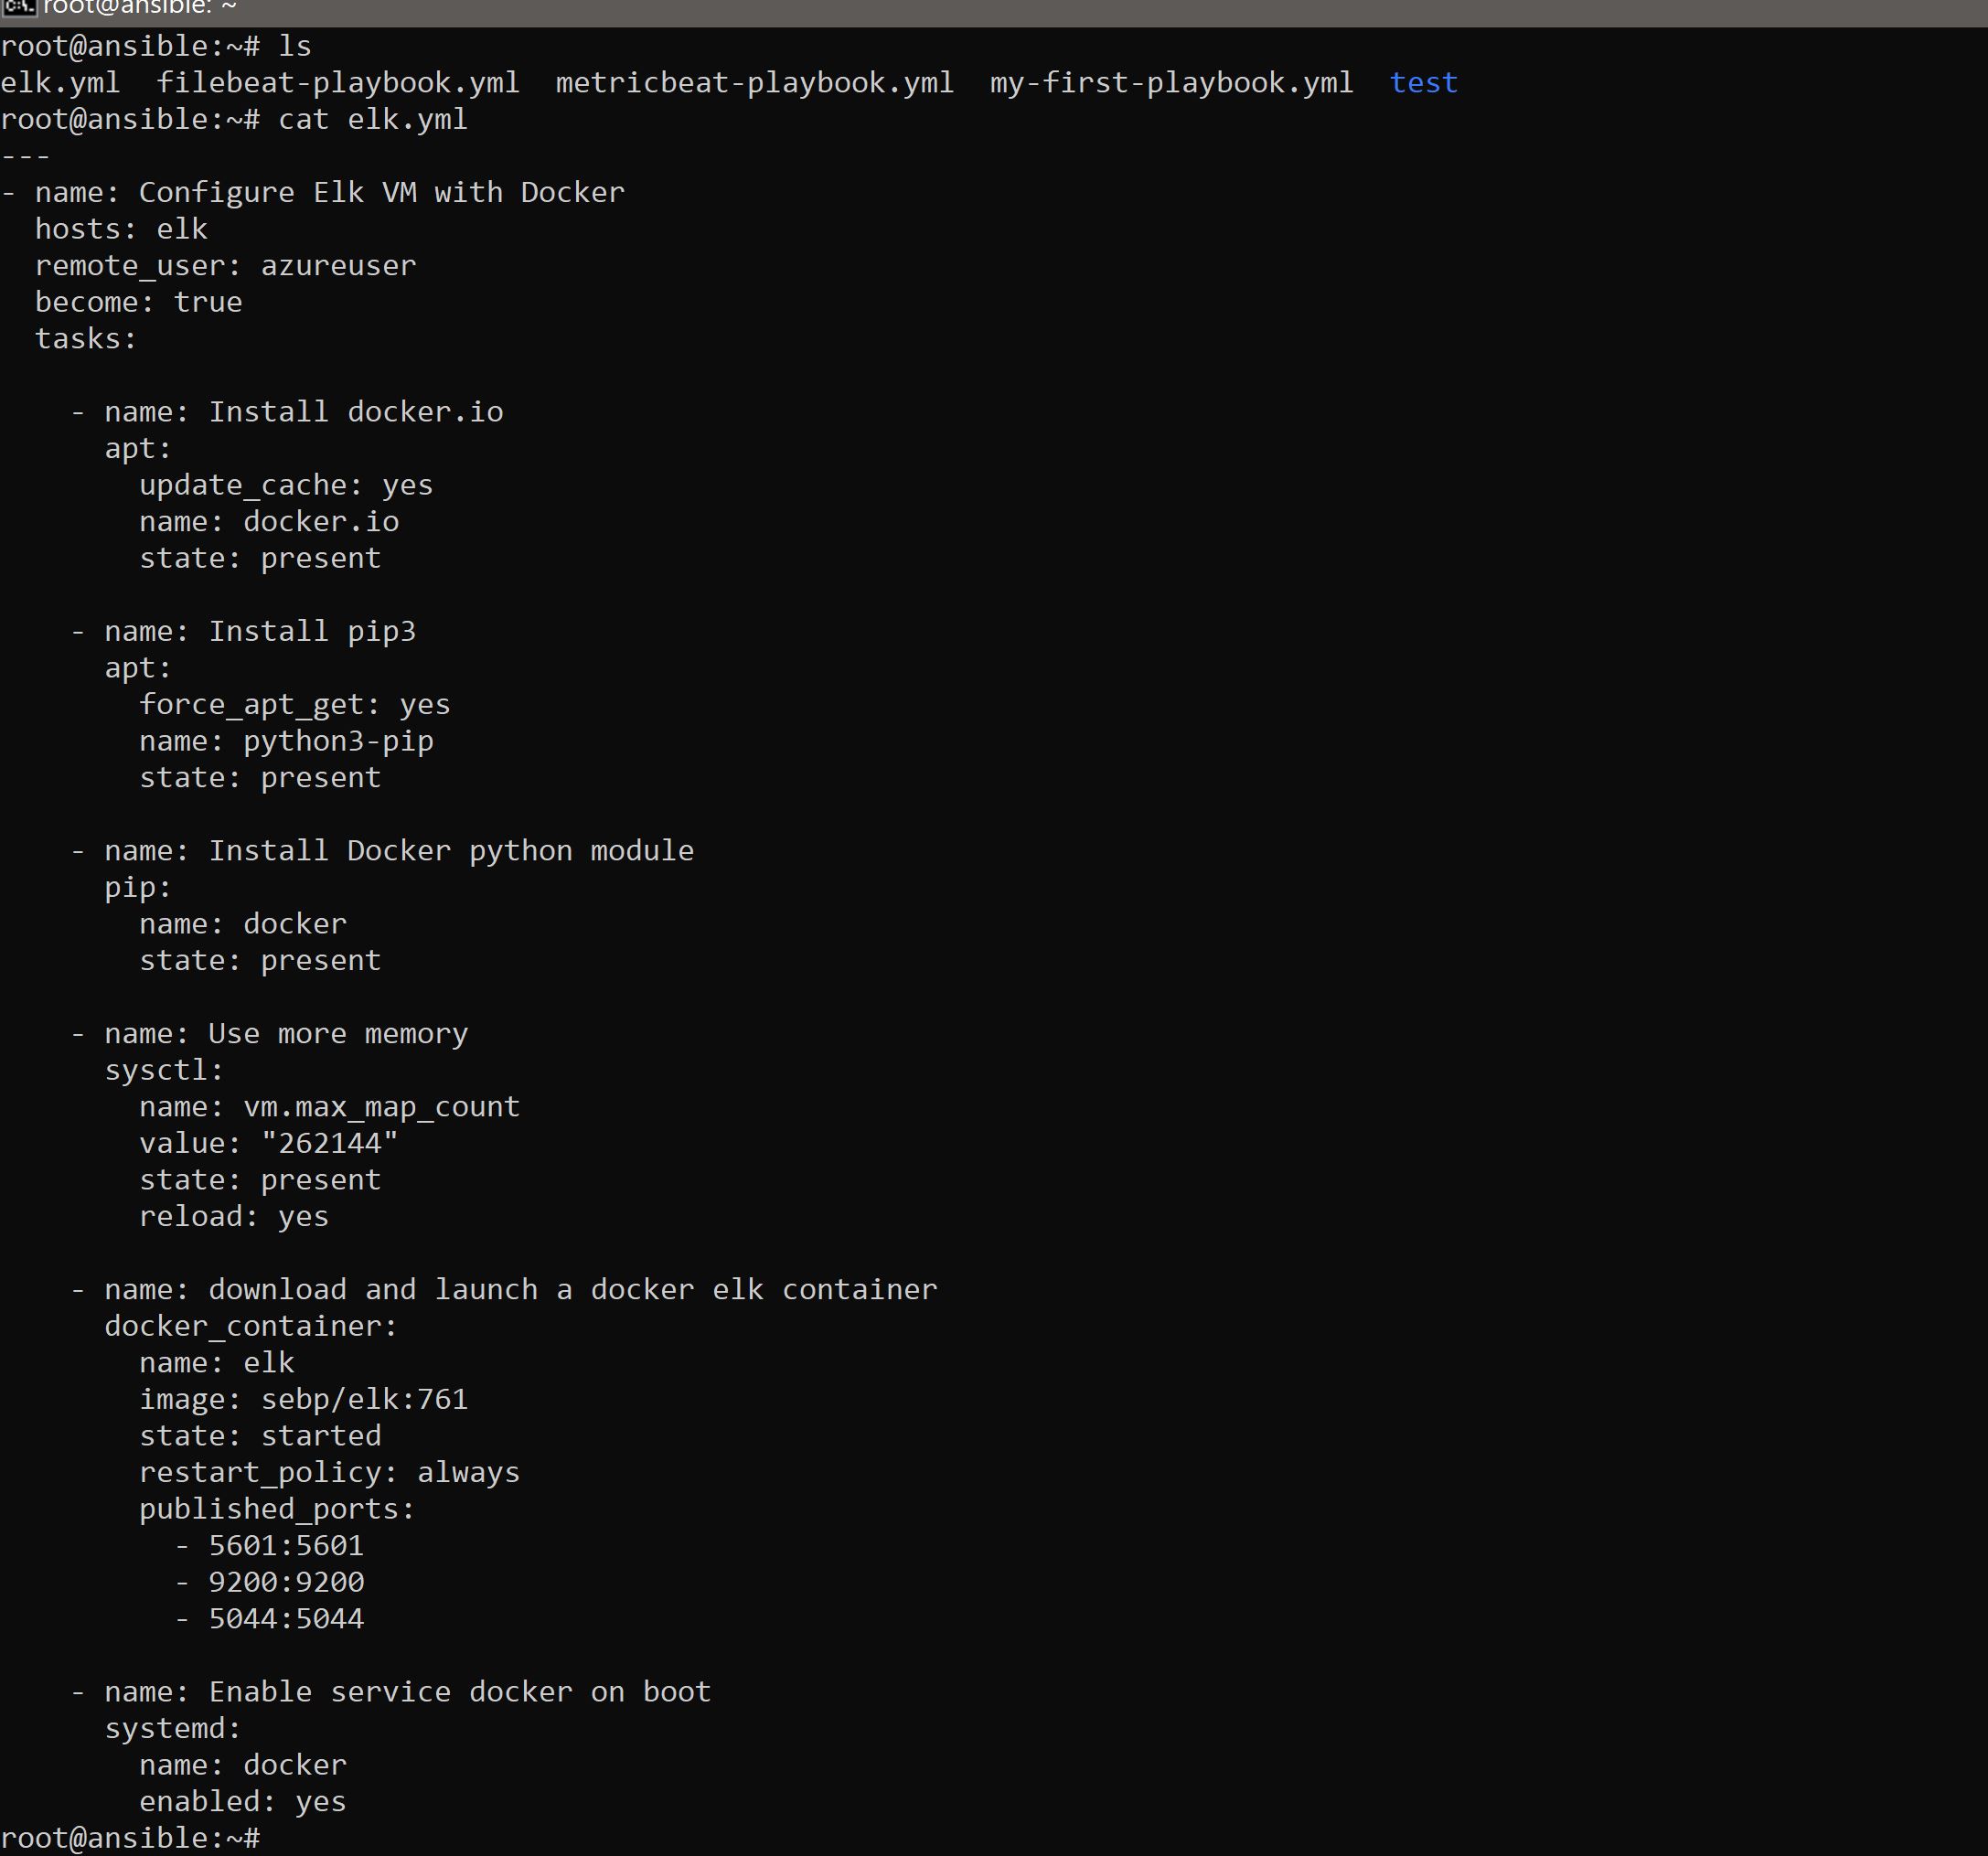 root@ansible: ~
root@ansible:~# ls
elk.yml  filebeat-playbook.yml  metricbeat-playbook.yml  my-first-playbook.yml  test
root@ansible:~# cat elk.yml
---
- name: Configure Elk VM with Docker
  hosts: elk
  remote_user: azureuser
  become: true
  tasks:

    - name: Install docker.io
      apt:
        update_cache: yes
        name: docker.io
        state: present

    - name: Install pip3
      apt:
        force_apt_get: yes
        name: python3-pip
        state: present

    - name: Install Docker python module
      pip:
        name: docker
        state: present

    - name: Use more memory
      sysctl:
        name: vm.max_map_count
        value: "262144"
        state: present
        reload: yes

    - name: download and launch a docker elk container
      docker_container:
        name: elk
        image: sebp/elk:761
        state: started
        restart_policy: always
        published_ports:
          - 5601:5601
          - 9200:9200
          - 5044:5044

    - name: Enable service docker on boot
      systemd:
        name: docker
        enabled: yes
root@ansible:~#